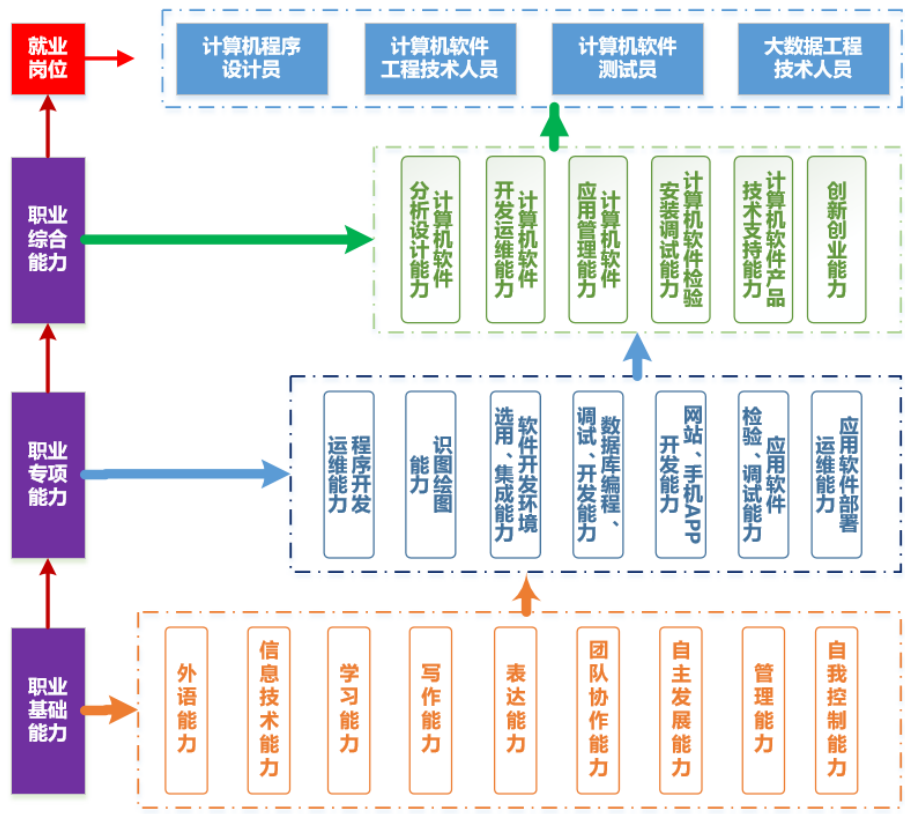 就业
岗位
计算机程序
设计员
计算机软件
工程技术人员
计算机软件
测试员
大数据工程
技术人员
职业
综合
能力
计算机软件
分析设计能力
计算机软件
开发运维能力
计算机软件
应用管理能力
计算机软件检验
安装调试能力
计算机软件产品
技术支持能力
创新创业能力
职业
专项
能力
程序开发
运维能力
识图绘图
能力
软件开发环境
选用、集成能力
数据库编程、
调试、开发能力
网站、手机APP
开发能力
应用软件
检验、调试能力
应用软件部署
运维能力
职业
基础
能力
外语能力
信息技术能力
学习能力
写作能力
表达能力
团队协作能力
自主发展能力
管理能力
自我控制能力